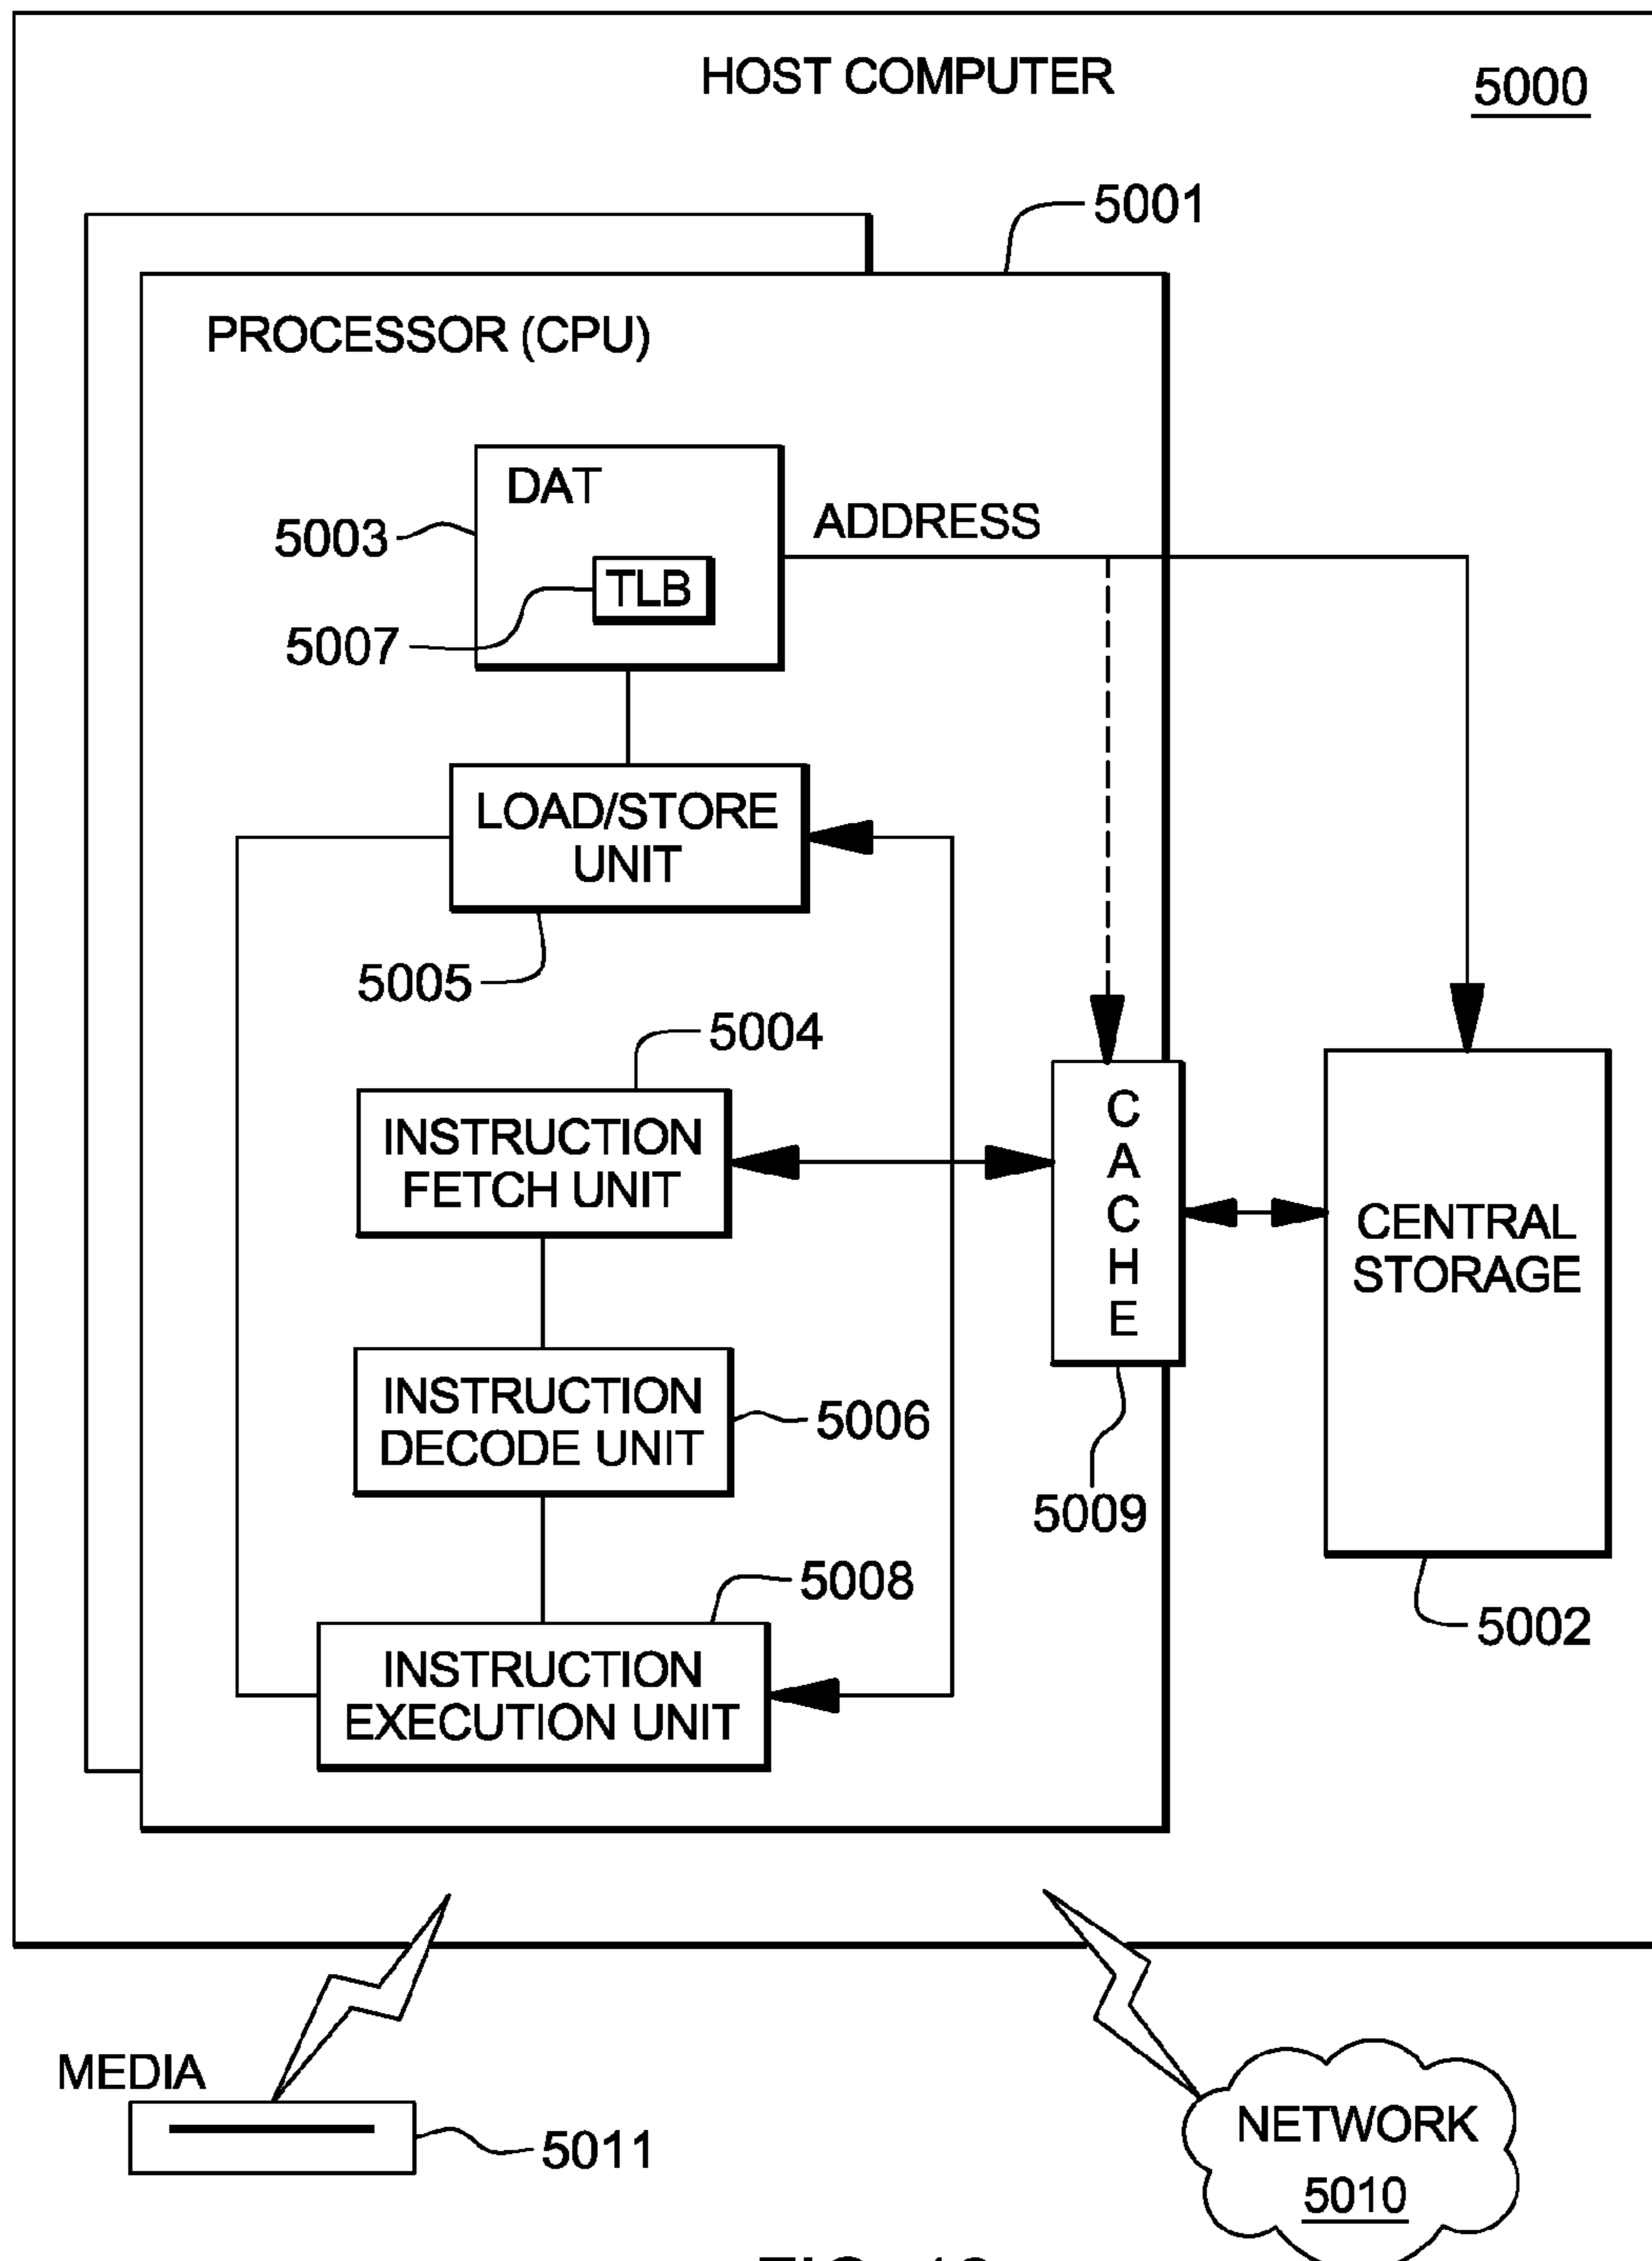 HOST COMPUTER
5000
5001
PROCESSOR (CPU)
DAT
5003
ADDRESS
TLB
5007
LOAD/STORE
UNIT
5005
5004
INSTRUCTION
FETCH UNIT
CACHE
CENTRAL
STORAGE
INSTRUCTION
DECODE UNIT
5006
5009
5008
5002
INSTRUCTION
EXECUTION UNIT
MEDIA
5011
NETWORK
5010